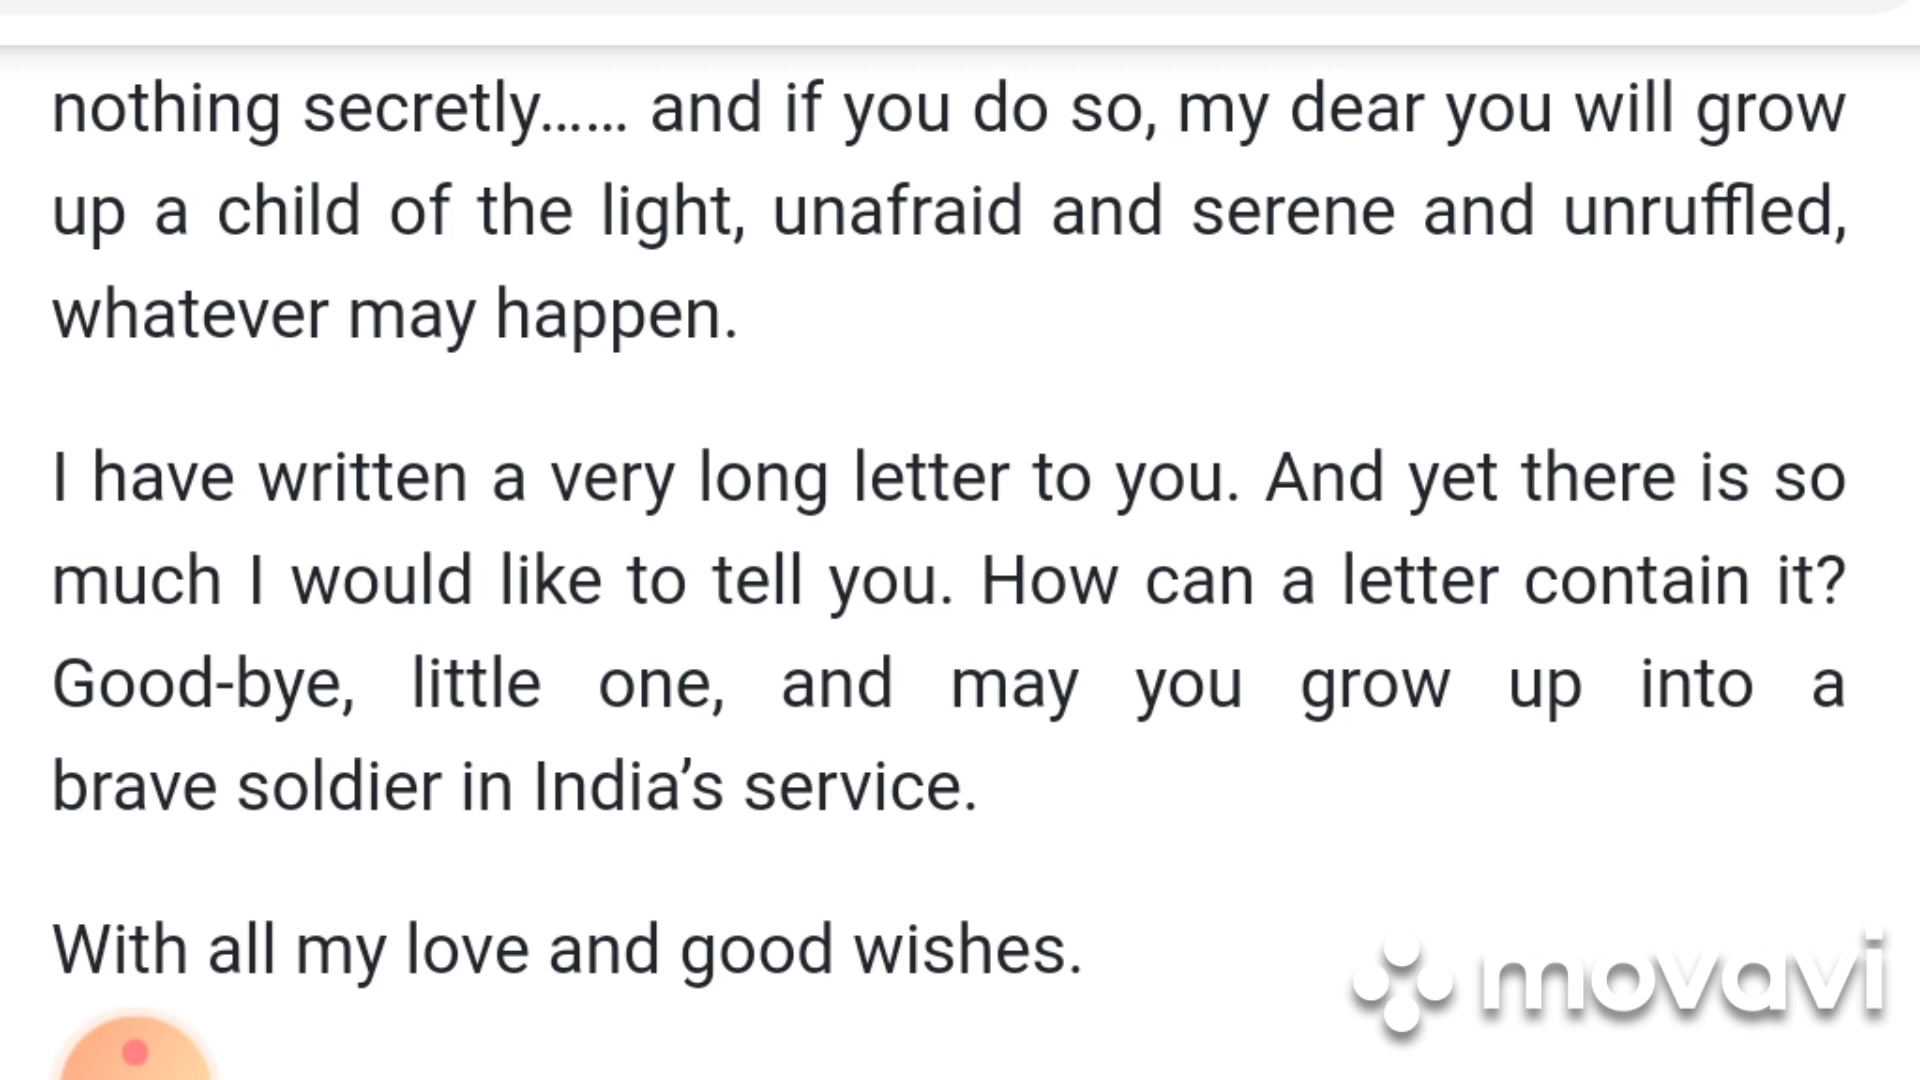 nothing secretly...... and if you do so, my dear you will grow
up a child of the light, unafraid and serene and unruffled,
whatever may happen.
I have written a very long letter to you. And yet there is so
much I would like to tell you. How can a letter contain it?
Good-bye, little one, and may you grow up into a
brave soldier in India’s service.
With all my love and good wishes.
movavi